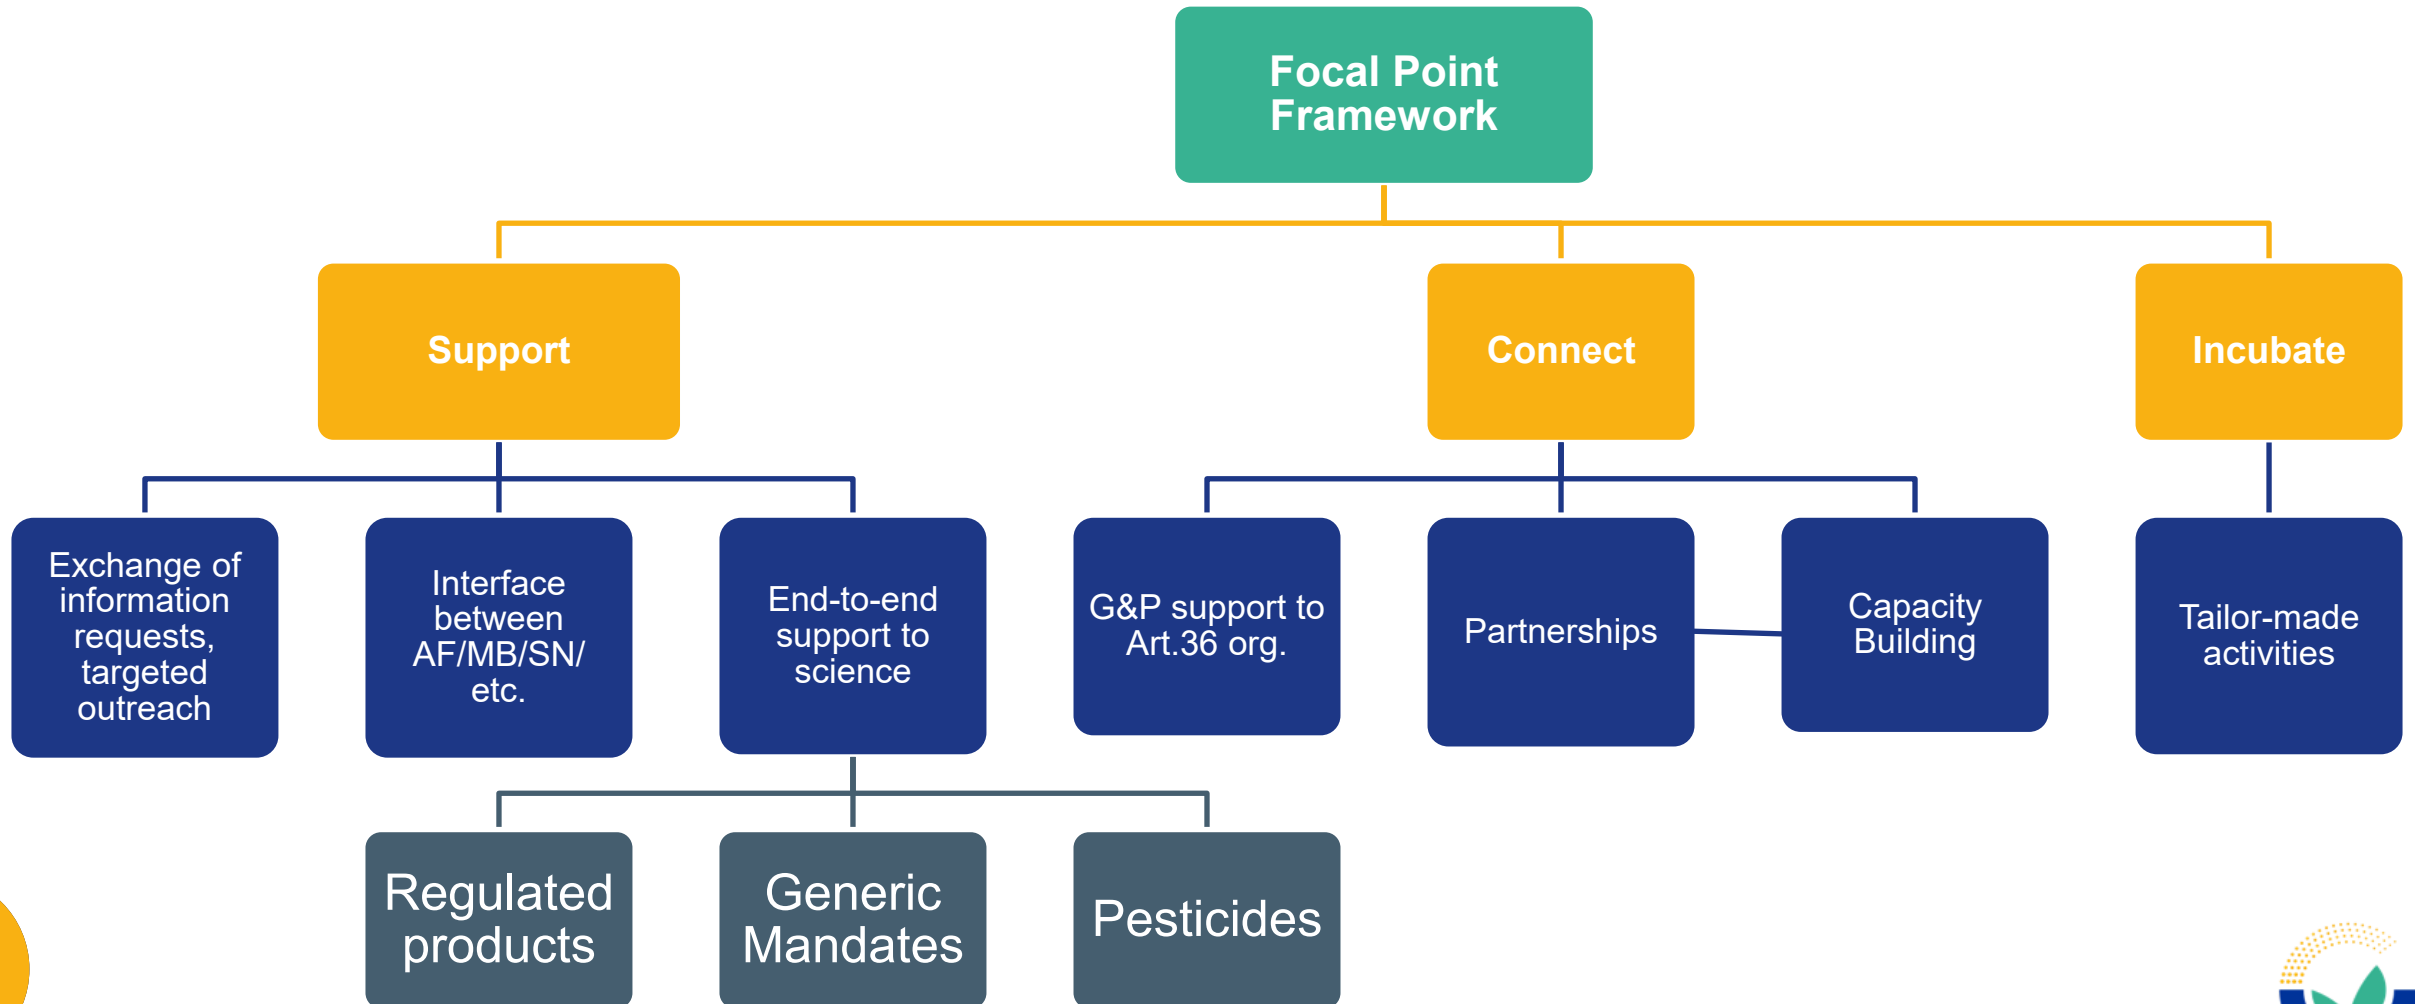 Focal Point
Framework
Support
Connect
Incubate
Exchange of
information
requests,
targeted
outreach
Interface
between
AF/MB/SN/
etc.
End-to-end
support to
science
G&P support to
Art.36 org.
Partnerships
Capacity
Building
Tailor-made
activities
Regulated
products
Generic
Mandates
Pesticides